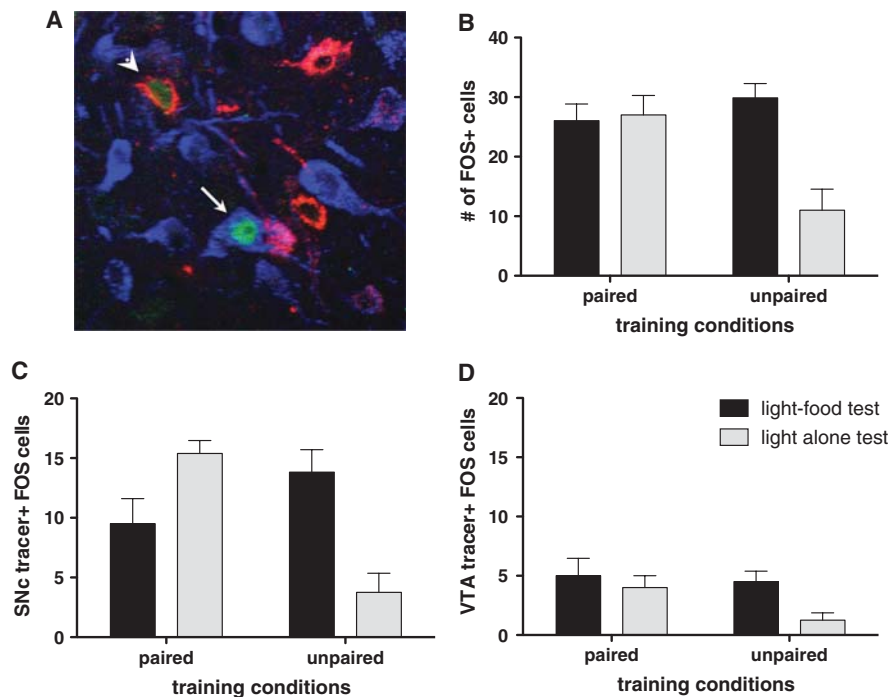 A
B
# of FOS+ cells
40
30
20
10
0
paired
unpaired
training conditions
C
SNc tracer+ FOS cells
20
15
10
5
0
paired
unpaired
training conditions
D
VTA tracer+ FOS cells
20
15
10
5
0
light-food test
light alone test
paired
unpaired
training conditions